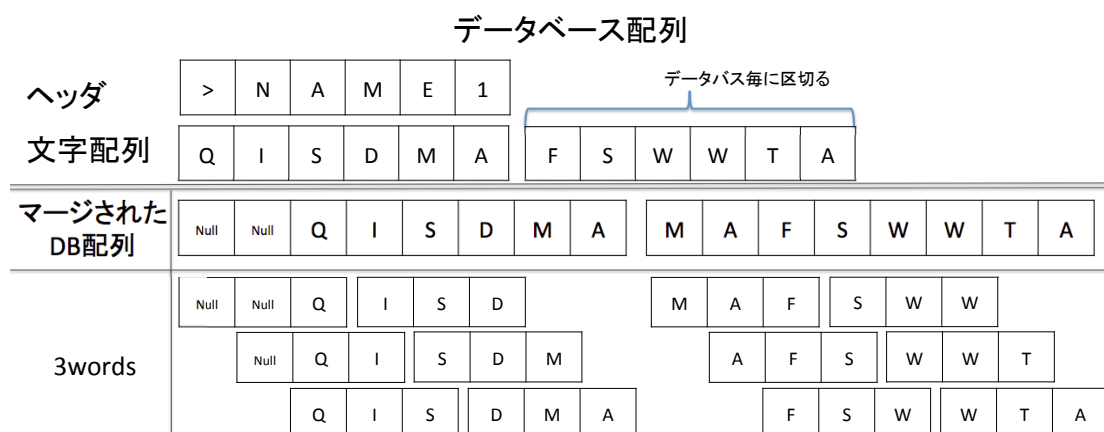 データベース配列
ヘッダ > N A M E 1 データバス毎に区切る
文字配列 Q I S D M A F S W W T A
マージされた
DB配列 Null Null Q I S D M A M A F S W W T A
Null Null Q I S D M A F S W W
3words Null Q I S D M A F S W W T
Q I S D M A F S W W T A